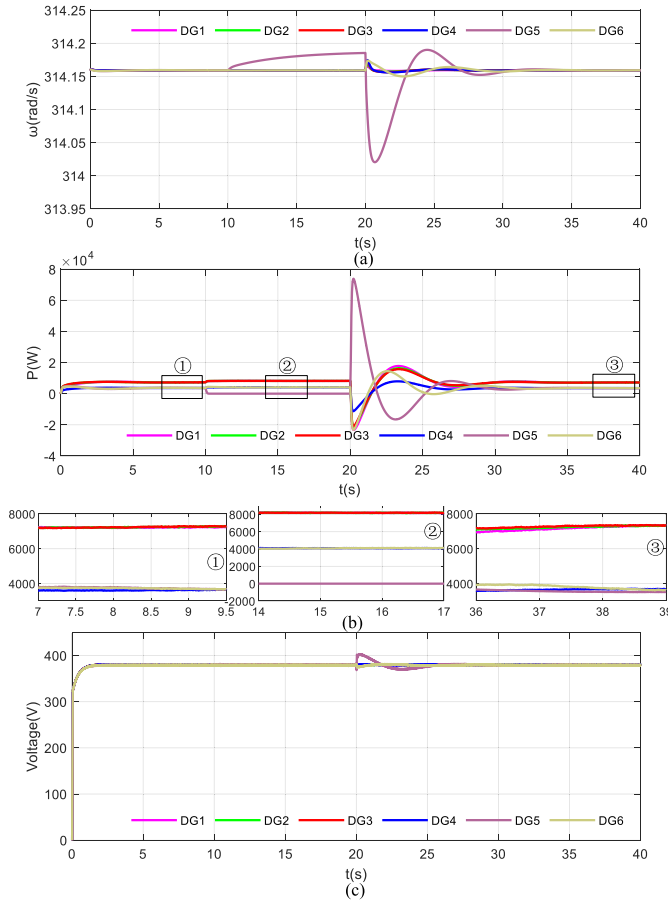 314.25
DG1 DG2 DG3 DG4 DG5 DG6
314.2
314.15
314.1
314.05
314
313.95
ω(rad/s)
0 5 10 15 20 25 30 35 40
t(s)
(a)
×10⁴
8
6
4
2
0
-2
-4
P(W)
① ② ③
DG1 DG2 DG3 DG4 DG5 DG6
0 5 10 15 20 25 30 35 40
t(s)
8000
6000
4000
①
7 7.5 8 8.5 9 9.5
8000
6000
4000
2000
0
-2000
②
14 15 16 17
8000
6000
4000
③
36 37 38 39
(b)
400
300
200
100
0
Voltage(V)
DG1 DG2 DG3 DG4 DG5 DG6
0 5 10 15 20 25 30 35 40
t(s)
(c)